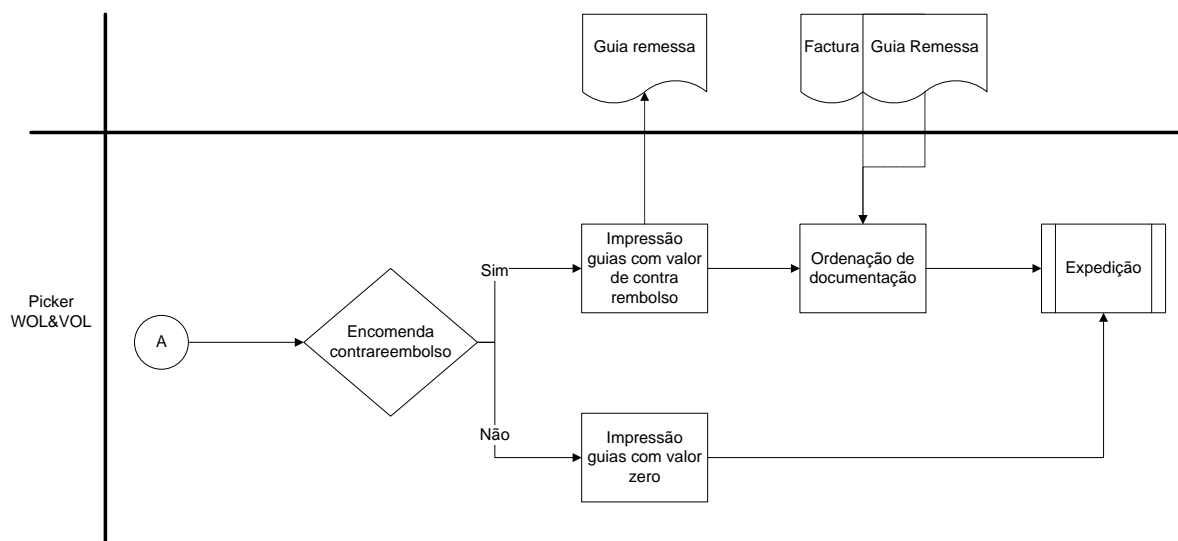 Guia remessa
Factura
Guia Remessa
Picker
WOL&VOL
A
Encomenda
contrareembolso
Sim
Não
Impressão
guias com valor
de contra
rembolso
Ordenação de
documentação
Expedição
Impressão
guias com valor
zero